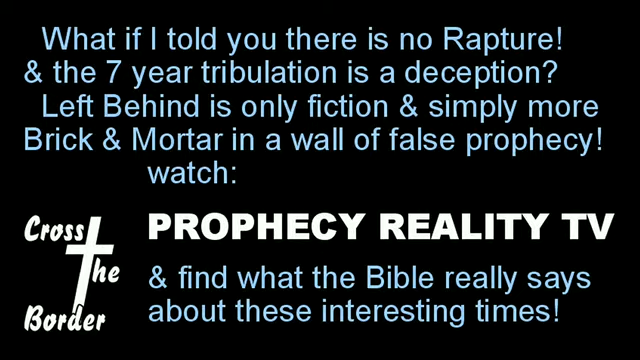 What if I told you there is no Rapture!
& the 7 year tribulation is a deception?
Left Behind is only fiction & simply more
Brick & Mortar in a wall of false prophecy!
watch:
Cross
the
Border
PROPHECY REALITY TV
& find what the Bible really says
about these interesting times!